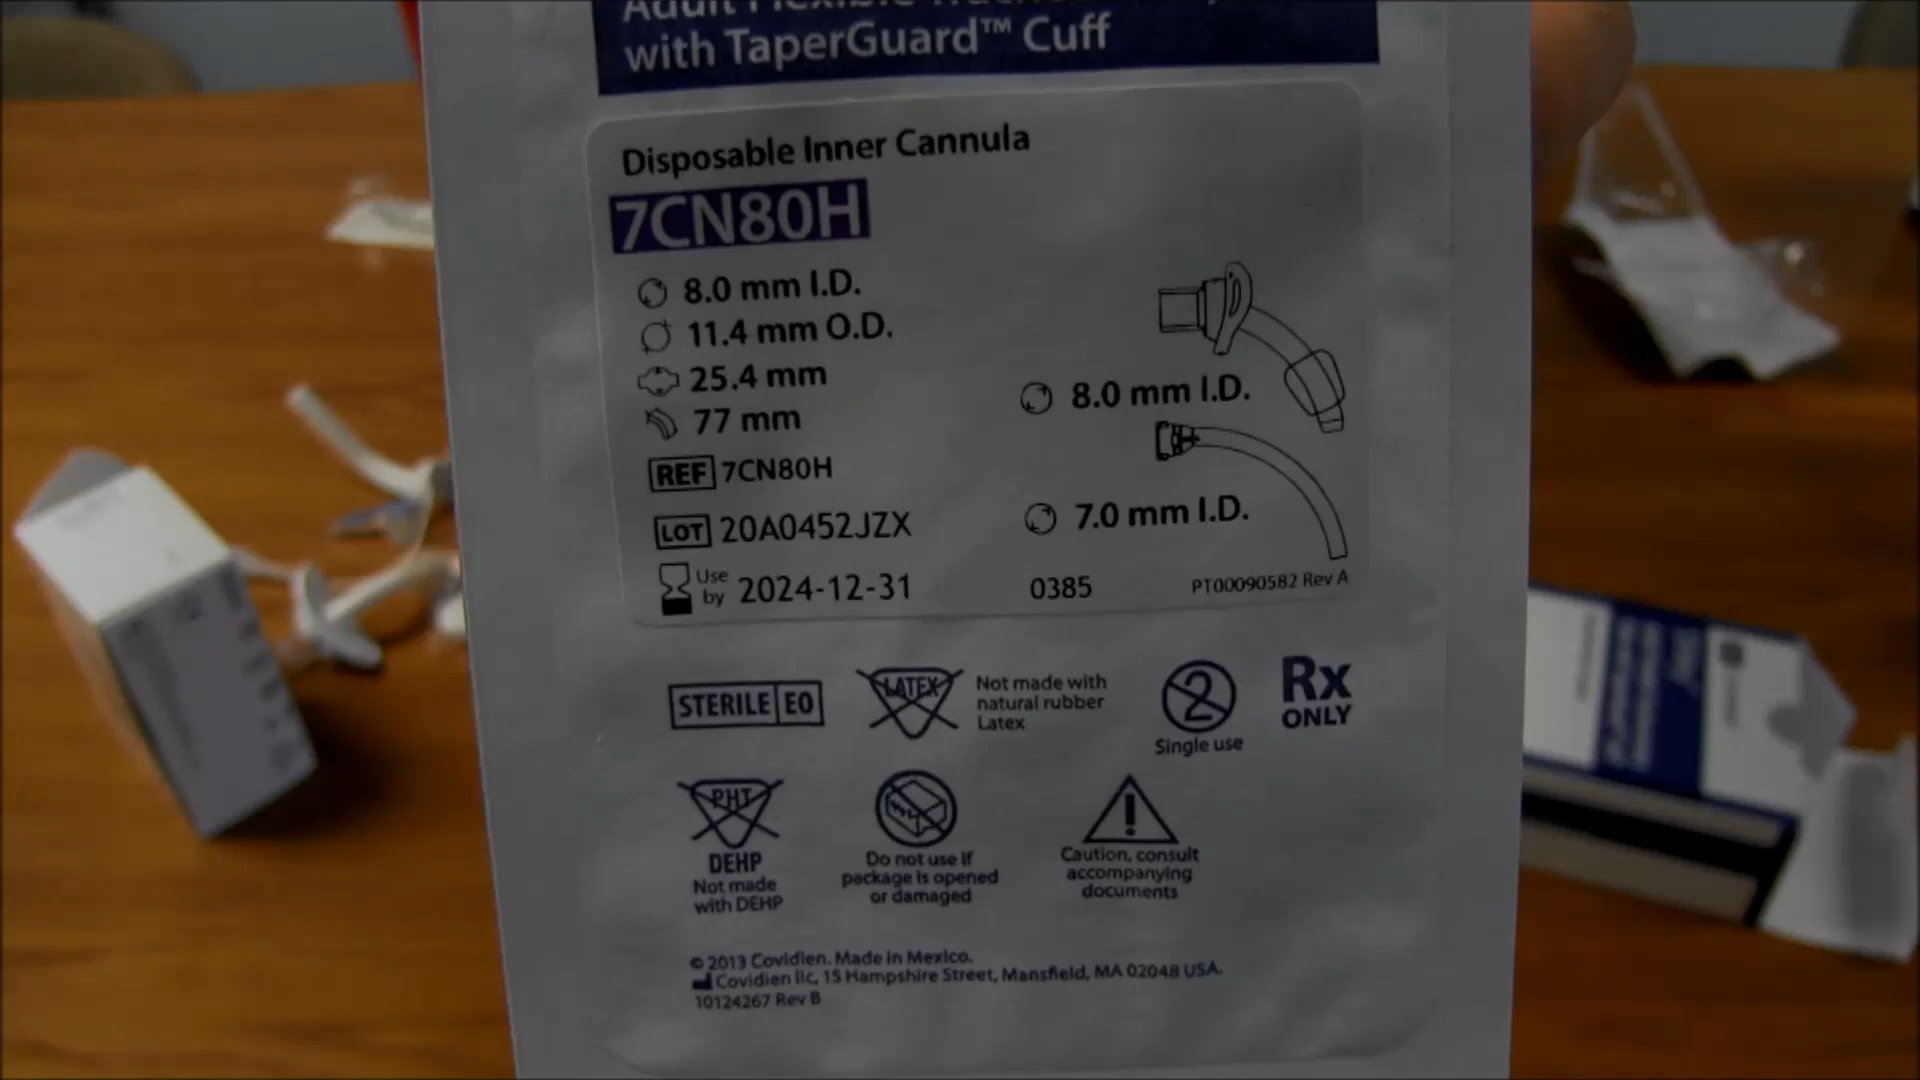 Adult Flexible
with TaperGuard™ Cuff
Disposable Inner Cannula
7CN80H
8.0 mm I.D.
11.4 mm O.D.
25.4 mm
77 mm
8.0 mm I.D.
REF 7CN80H
LOT 20A0452JZX
7.0 mm I.D.
Use by 2024-12-31
0385
PT00090582 Rev A
STERILE EO
LATEX
Not made with
natural rubber
Latex
2
Single use
Rx
ONLY
PHT
DEHP
Not made
with DEHP
Do not use if
package is opened
or damaged
!
Caution, consult
accompanying
documents
© 2013 Covidien. Made in Mexico.
Covidien llc, 15 Hampshire Street, Mansfield, MA 02048 USA.
10124267 Rev B